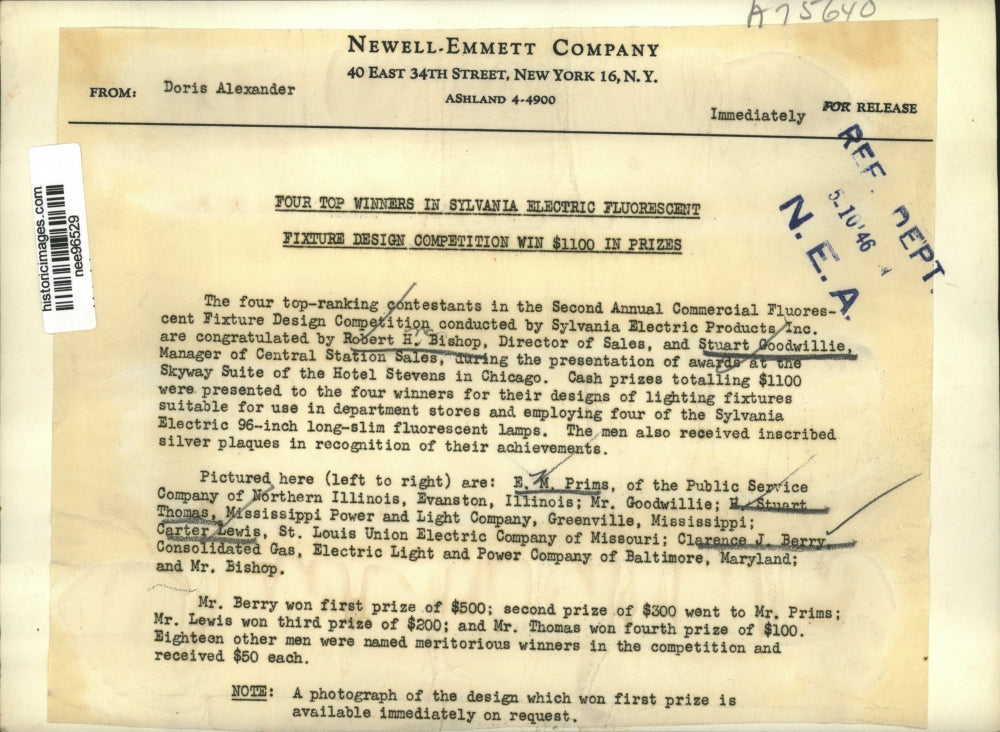 A75640
NEWELL-EMMETT COMPANY
40 EAST 34TH STREET, NEW YORK 16, N. Y.
ASHLAND 4-4900
FROM: Doris Alexander
Immediately FOR RELEASE
REF. DEPT.
5-10'46
N. E. A.
historicimages.com
nee96529
FOUR TOP WINNERS IN SYLVANIA ELECTRIC FLUORESCENT
FIXTURE DESIGN COMPETITION WIN $1100 IN PRIZES
The four top-ranking contestants in the Second Annual Commercial Fluores-
cent Fixture Design Competition conducted by Sylvania Electric Products, Inc.
are congratulated by Robert H. Bishop, Director of Sales, and Stuart Goodwillie,
Manager of Central Station Sales, during the presentation of awards at the
Skyway Suite of the Hotel Stevens in Chicago. Cash prizes totalling $1100
were presented to the four winners for their designs of lighting fixtures
suitable for use in department stores and employing four of the Sylvania
Electric 96-inch long-slim fluorescent lamps. The men also received inscribed
silver plaques in recognition of their achievements.
Pictured here (left to right) are: E. M. Prims, of the Public Service
Company of Northern Illinois, Evanston, Illinois; Mr. Goodwillie; H. Stuart
Thomas, Mississippi Power and Light Company, Greenville, Mississippi;
Carter Lewis, St. Louis Union Electric Company of Missouri; Clarence J. Berry,
Consolidated Gas, Electric Light and Power Company of Baltimore, Maryland;
and Mr. Bishop.
Mr. Berry won first prize of $500; second prize of $300 went to Mr. Prims;
Mr. Lewis won third prize of $200; and Mr. Thomas won fourth prize of $100.
Eighteen other men were named meritorious winners in the competition and
received $50 each.
NOTE: A photograph of the design which won first prize is
available immediately on request.